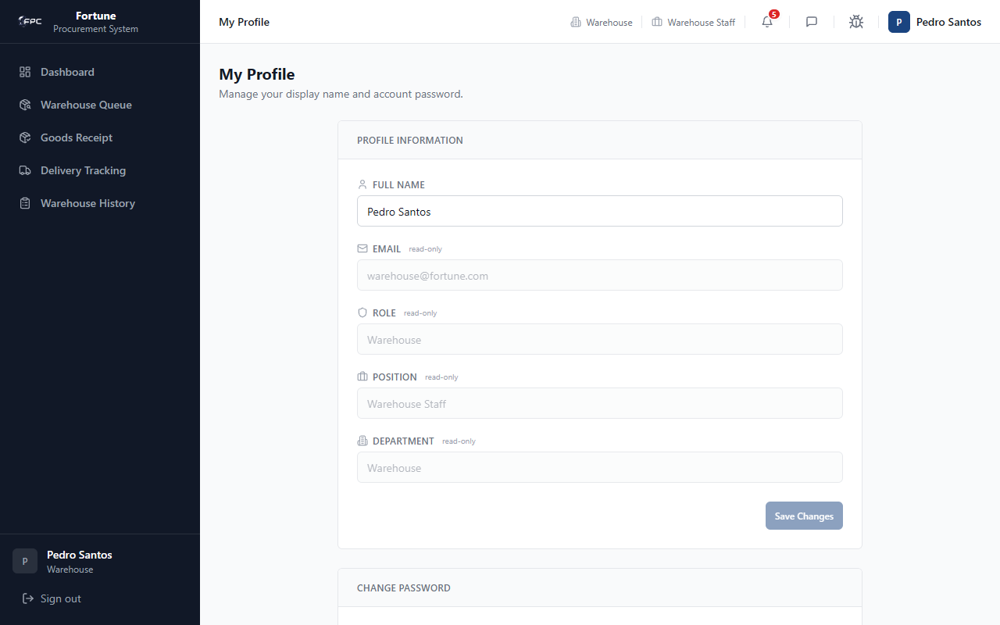 FPC
Fortune
Procurement System
Dashboard
Warehouse Queue
Goods Receipt
Delivery Tracking
Warehouse History
P
Pedro Santos
Warehouse
Sign out
My Profile
Warehouse
Warehouse Staff
5
P
Pedro Santos
My Profile
Manage your display name and account password.
PROFILE INFORMATION
FULL NAME
Pedro Santos
EMAIL read-only
warehouse@fortune.com
ROLE read-only
Warehouse
POSITION read-only
Warehouse Staff
DEPARTMENT read-only
Warehouse
Save Changes
CHANGE PASSWORD